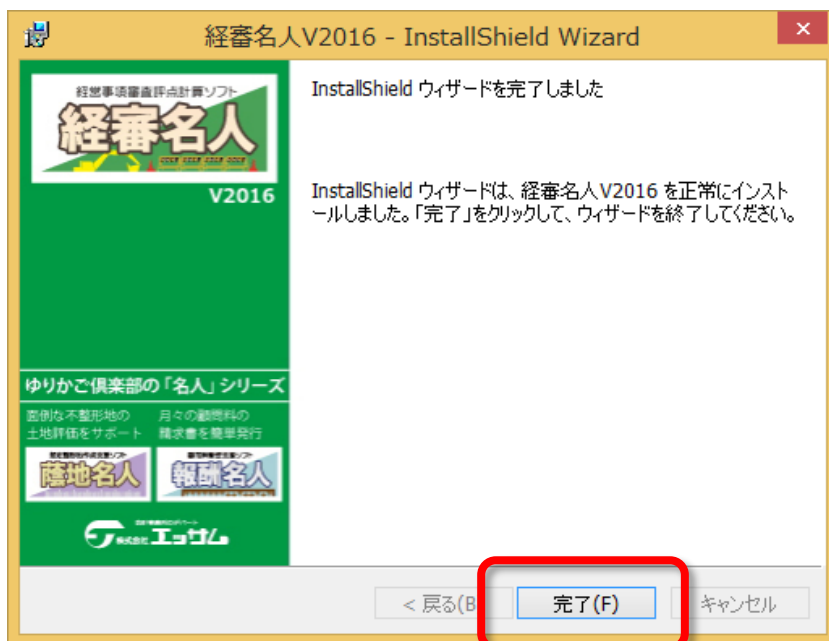 経審名人V2016 - InstallShield Wizard
経営事項審査評点計算ソフト
経審名人
V2016
InstallShield ウィザードを完了しました
InstallShield ウィザードは、経審名人V2016 を正常にインスト
ールしました。「完了」をクリックして、ウィザードを終了してください。
ゆりかご倶楽部の「名人」シリーズ
面倒な不整形地の
土地評価をサポート
月々の顧問料の
請求書を簡単発行
蔭地名人
報酬名人
株式会社 エッサム
< 戻る(B
完了(F)
キャンセル